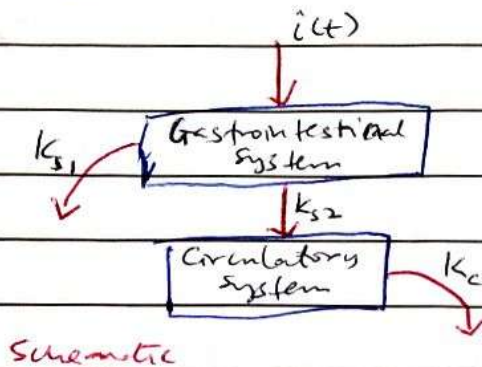 i(t)
Gastrointestinal
System
Ks1
Ks2
Circulatory
System
Kc
Schematic